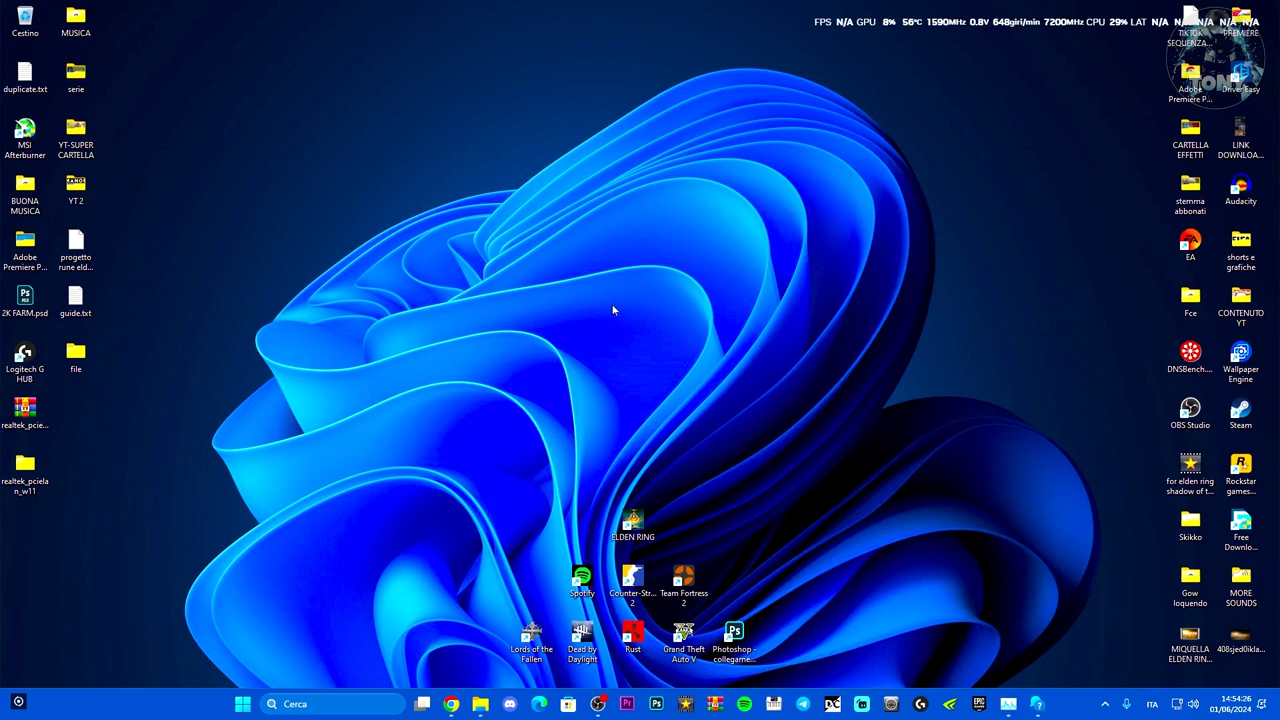 FPS N/A GPU 8% 56°C 1590MHz 0.8V 648giri/min 7200MHz CPU 29% LAT N/A N/A N/A N/A N/A
Cestino
MUSICA
duplicate.txt
serie
MSI
Afterburner
YT-SUPER
CARTELLA
BUONA
MUSICA
YT 2
Adobe
Premiere P...
progetto
rune eld...
2K FARM.psd
guide.txt
Logitech G
HUB
file
realtek_pcie...
realtek_pciela
n_w11
ELDEN RING
Spotify
Counter-Str...
2
Team Fortress
2
Lords of the
Fallen
Dead by
Daylight
Rust
Grand Theft
Auto V
Photoshop -
collegame...
TIKTOK
SEQUENZA...
PREMIERE
Adobe
Premiere P...
Driver Easy
TONY
CARTELLA
EFFETTI
LINK
DOWNLOA...
stemma
abbonati
Audacity
EA
shorts e
grafiche
Fce
CONTENUTO
YT
DNSBench....
Wallpaper
Engine
OBS Studio
Steam
for elden ring
shadow of t...
Rockstar
games...
Skikko
Free
Downlo...
Gow
loquendo
MORE
SOUNDS
MIQUELLA
ELDEN RIN...
408sjed0ikla...
Cerca
ITA
14:54:26
01/06/2024